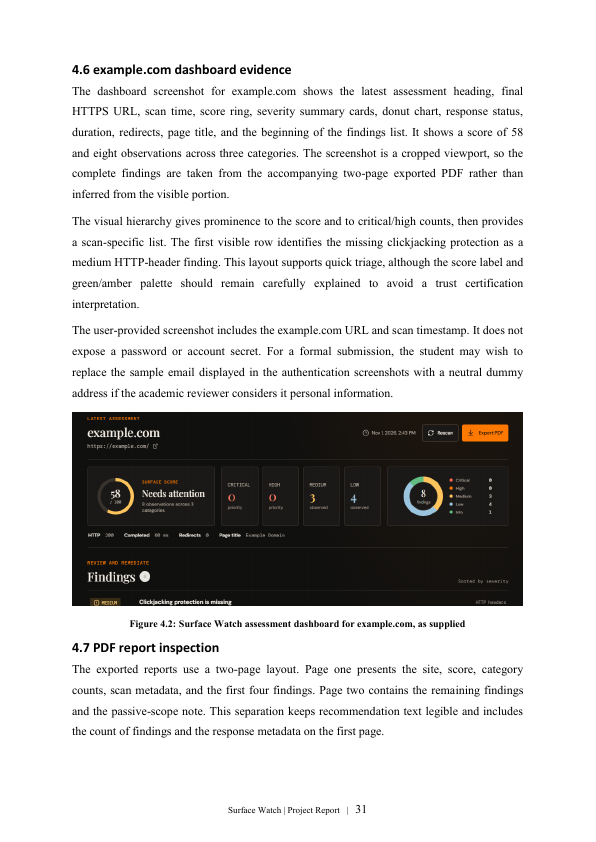 4.6 example.com dashboard evidence
The dashboard screenshot for example.com shows the latest assessment heading, final
HTTPS URL, scan time, score ring, severity summary cards, donut chart, response status,
duration, redirects, page title, and the beginning of the findings list. It shows a score of 58
and eight observations across three categories. The screenshot is a cropped viewport, so the
complete findings are taken from the accompanying two-page exported PDF rather than
inferred from the visible portion.
The visual hierarchy gives prominence to the score and to critical/high counts, then provides
a scan-specific list. The first visible row identifies the missing clickjacking protection as a
medium HTTP-header finding. This layout supports quick triage, although the score label and
green/amber palette should remain carefully explained to avoid a trust certification
interpretation.
The user-provided screenshot includes the example.com URL and scan timestamp. It does not
expose a password or account secret. For a formal submission, the student may wish to
replace the sample email displayed in the authentication screenshots with a neutral dummy
address if the academic reviewer considers it personal information.
LATEST ASSESSMENT
example.com
https://example.com/
Nov 1, 2026, 2:43 PM
Rescan
Export PDF
58
/ 100
SURFACE SCORE
Needs attention
8 observations across 3
categories
CRITICAL
0
priority
HIGH
0
priority
MEDIUM
3
observed
LOW
4
observed
8
findings
Critical 0
High 0
Medium 3
Low 4
Info 1
HTTP 200 Completed ms Redirects 0 Page title Example Domain
REVIEW AND REMEDIATE
Findings
Sorted by severity
MEDIUM Clickjacking protection is missing HTTP headers
Figure 4.2: Surface Watch assessment dashboard for example.com, as supplied
4.7 PDF report inspection
The exported reports use a two-page layout. Page one presents the site, score, category
counts, scan metadata, and the first four findings. Page two contains the remaining findings
and the passive-scope note. This separation keeps recommendation text legible and includes
the count of findings and the response metadata on the first page.
Surface Watch | Project Report | 31